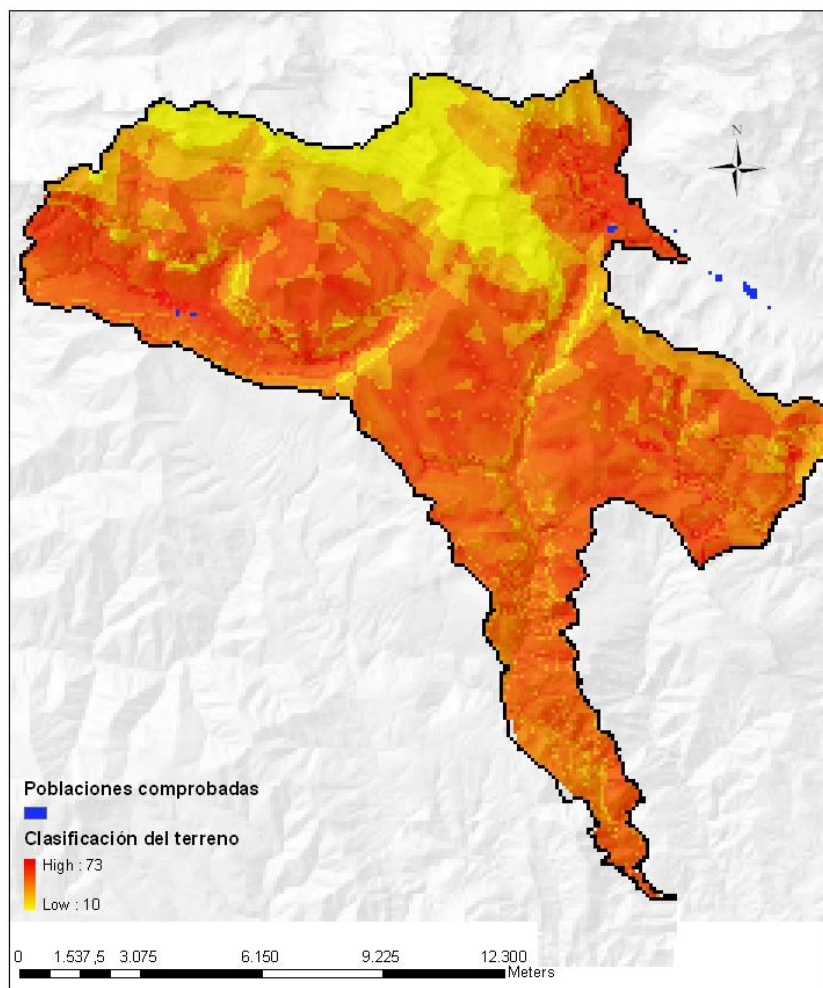 N
Poblaciones comprobadas
Clasificación del terreno
High : 73
Low : 10
0 1.537,5 3.075 6.150 9.225 12.300
Meters